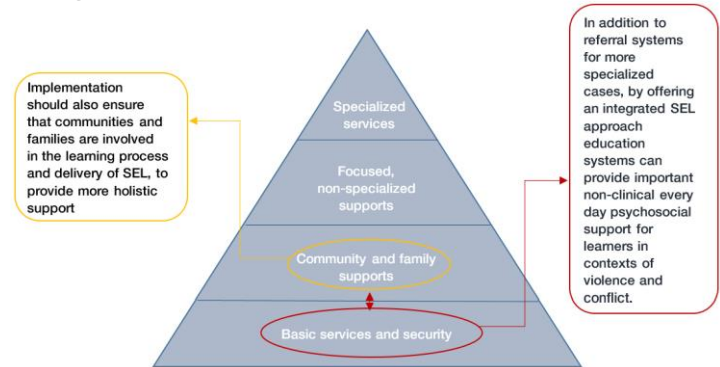 Implementation
should also ensure
that communities and
families are involved
in the learning process
and delivery of SEL, to
provide more holistic
support
Specialized
services
Focused,
non-specialized
supports
Community and family
supports
Basic services and security
In addition to
referral systems
for more
specialized
cases, by offering
an integrated SEL
approach
education
systems can
provide important
non-clinical every
day psychosocial
support for
learners in
contexts of
violence and
conflict.